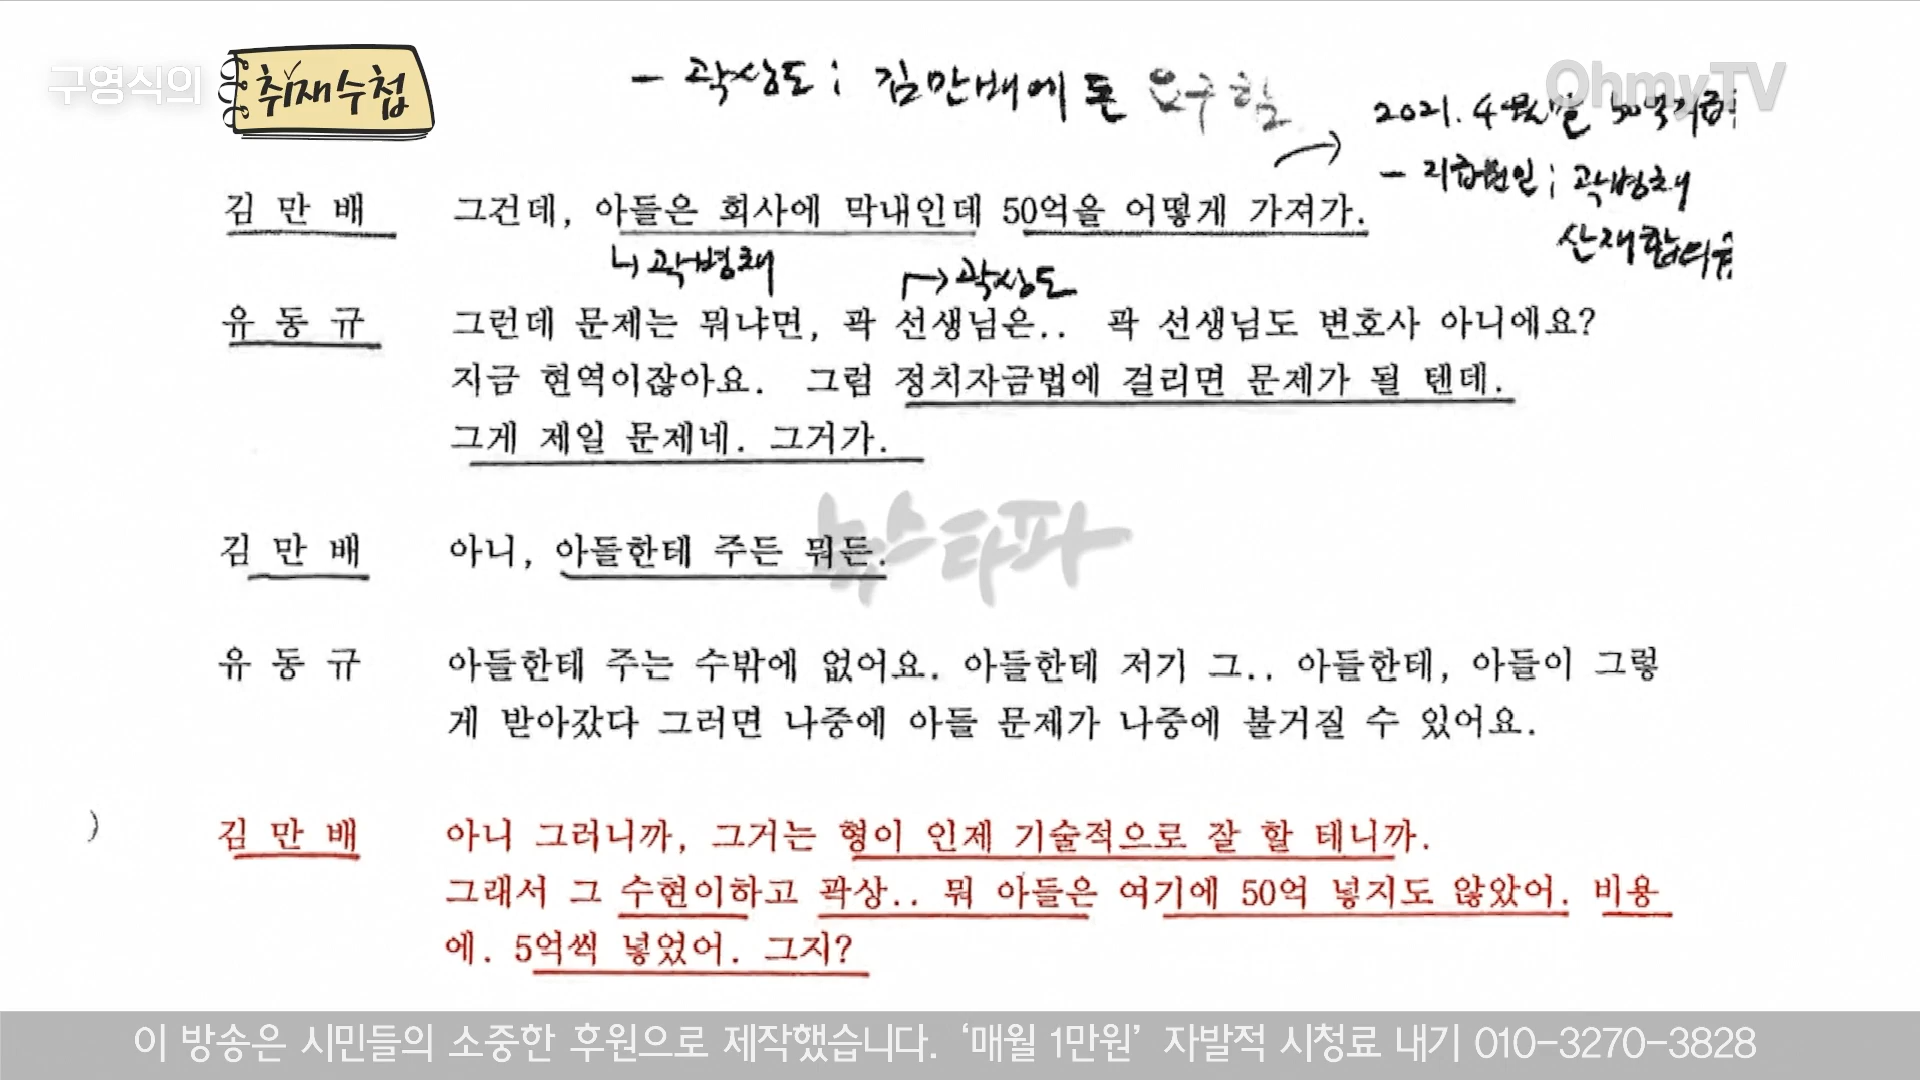 구영식의 취재수첩
OhmyTV
- 곽상도 : 김만배에 돈 요구함
2021. 4 50억 지급
- 지급원인 : 곽병채
산재
김 만 배 그건데, 아들은 회사에 막내인데 50억을 어떻게 가져가.
↳ 곽병채
→ 곽상도
유 동 규 그런데 문제는 뭐냐면, 곽 선생님은.. 곽 선생님도 변호사 아니에요?
지금 현역이잖아요. 그럼 정치자금법에 걸리면 문제가 될 텐데.
그게 제일 문제네. 그거가.
뉴스타파
김 만 배 아니, 아들한테 주든 뭐든.
유 동 규 아들한테 주는 수밖에 없어요. 아들한테 저기 그.. 아들한테, 아들이 그렇
게 받아갔다 그러면 나중에 아들 문제가 나중에 불거질 수 있어요.
)
김 만 배 아니 그러니까, 그거는 형이 인제 기술적으로 잘 할 테니까.
그래서 그 수현이하고 곽상.. 뭐 아들은 여기에 50억 넣지도 않았어. 비용
에. 5억씩 넣었어. 그지?
이 방송은 시민들의 소중한 후원으로 제작했습니다. ‘매월 1만원’ 자발적 시청료 내기 010-3270-3828